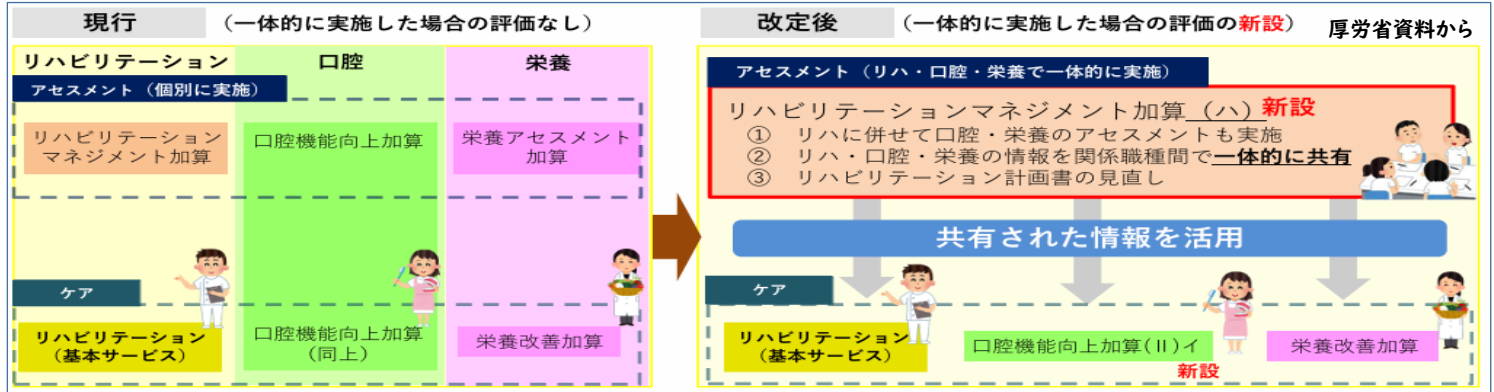 現行 (一体的に実施した場合の評価なし)
リハビリテーション
口腔
栄養
アセスメント (個別に実施)
リハビリテーション
マネジメント加算
口腔機能向上加算
栄養アセスメント
加算
ケア
リハビリテーション
(基本サービス)
口腔機能向上加算
(同上)
栄養改善加算
改定後 (一体的に実施した場合の評価の新設)
厚労省資料から
アセスメント (リハ・口腔・栄養で一体的に実施)
リハビリテーションマネジメント加算 (ハ) 新設
① リハに併せて口腔・栄養のアセスメントも実施
② リハ・口腔・栄養の情報を関係職種間で一体的に共有
③ リハビリテーション計画書の見直し
共有された情報を活用
ケア
リハビリテーション
(基本サービス)
口腔機能向上加算(Ⅱ)イ
新設
栄養改善加算